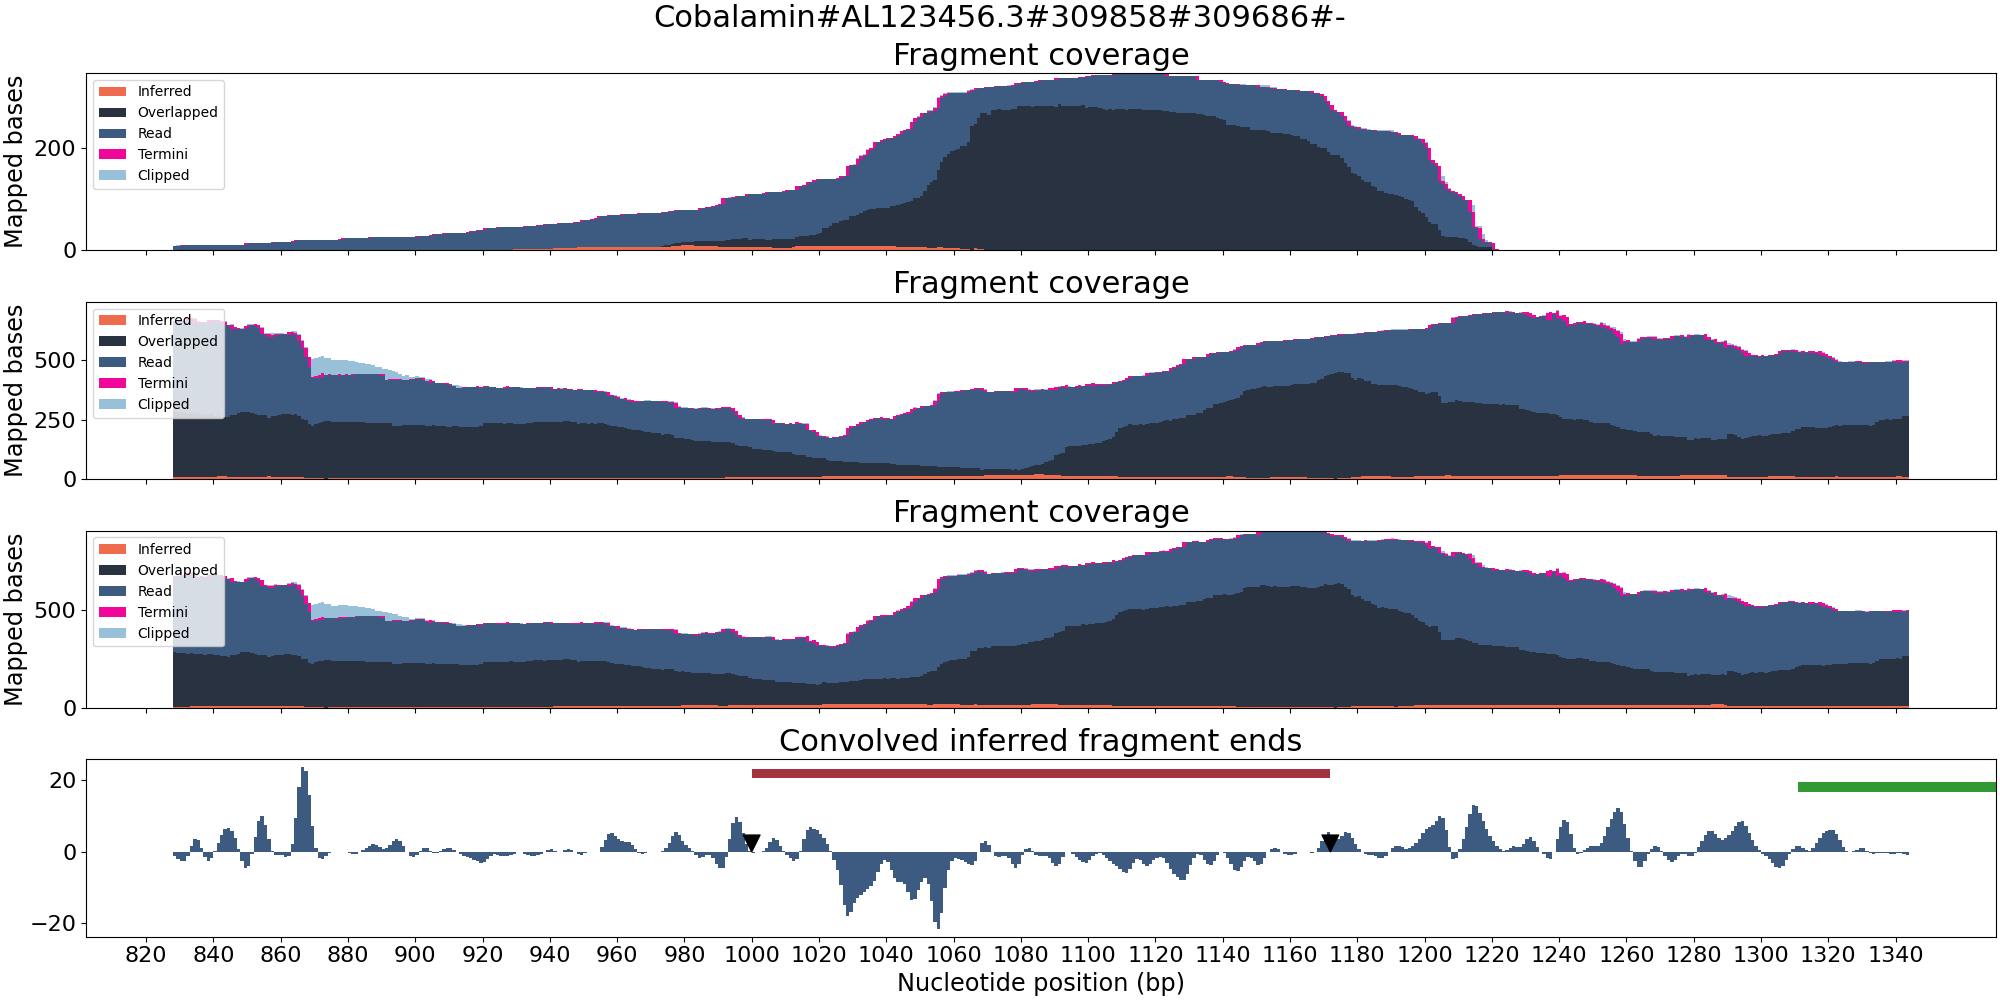 Cobalamin#AL123456.3#309858#309686#-
Fragment coverage
Mapped bases
200
0
Inferred
Overlapped
Read
Termini
Clipped
Fragment coverage
Mapped bases
500
250
0
Inferred
Overlapped
Read
Termini
Clipped
Fragment coverage
Mapped bases
500
0
Inferred
Overlapped
Read
Termini
Clipped
Convolved inferred fragment ends
20
0
−20
820 840 860 880 900 920 940 960 980 1000 1020 1040 1060 1080 1100 1120 1140 1160 1180 1200 1220 1240 1260 1280 1300 1320 1340
Nucleotide position (bp)